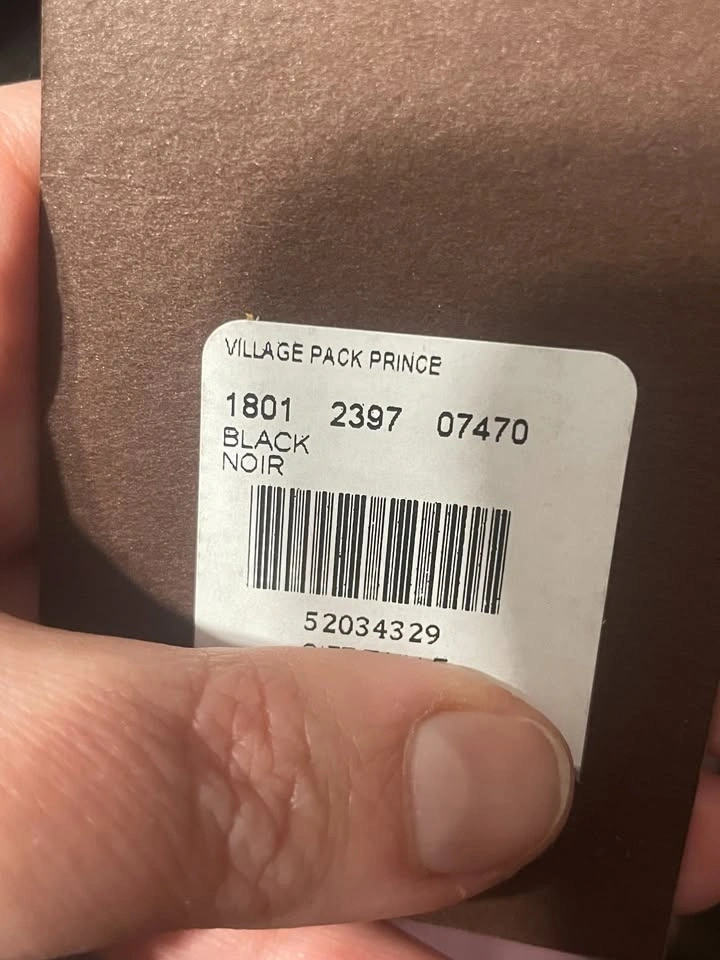 VILLAGE PACK PRINCE
1801 2397 07470
BLACK
NOIR
52034329